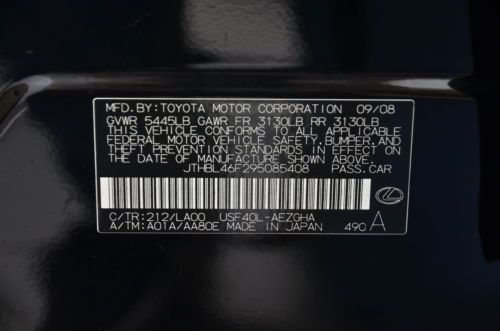 MFD. BY: TOYOTA MOTOR CORPORATION 09/08
GVWR 5445LB GAWR FR 3130LB RR 3130LB
THIS VEHICLE CONFORMS TO ALL APPLICABLE
FEDERAL MOTOR VEHICLE SAFETY, BUMPER, AND
THEFT PREVENTION STANDARDS IN EFFECT ON
THE DATE OF MANUFACTURE SHOWN ABOVE.
JTHBL46F295085408 PASS.CAR
C/TR: 212/LA00 USF40L-AEZGHA
A/TM: A01A/AA80E MADE IN JAPAN 490 A